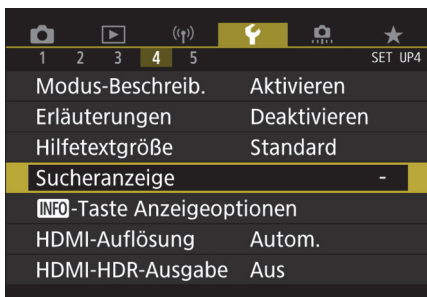 1 2 3 4 5 SET UP4
Modus-Beschreib. Aktivieren
Erläuterungen Deaktivieren
Hilfetextgröße Standard
Sucheranzeige -
INFO-Taste Anzeigeoptionen
HDMI-Auflösung Autom.
HDMI-HDR-Ausgabe Aus